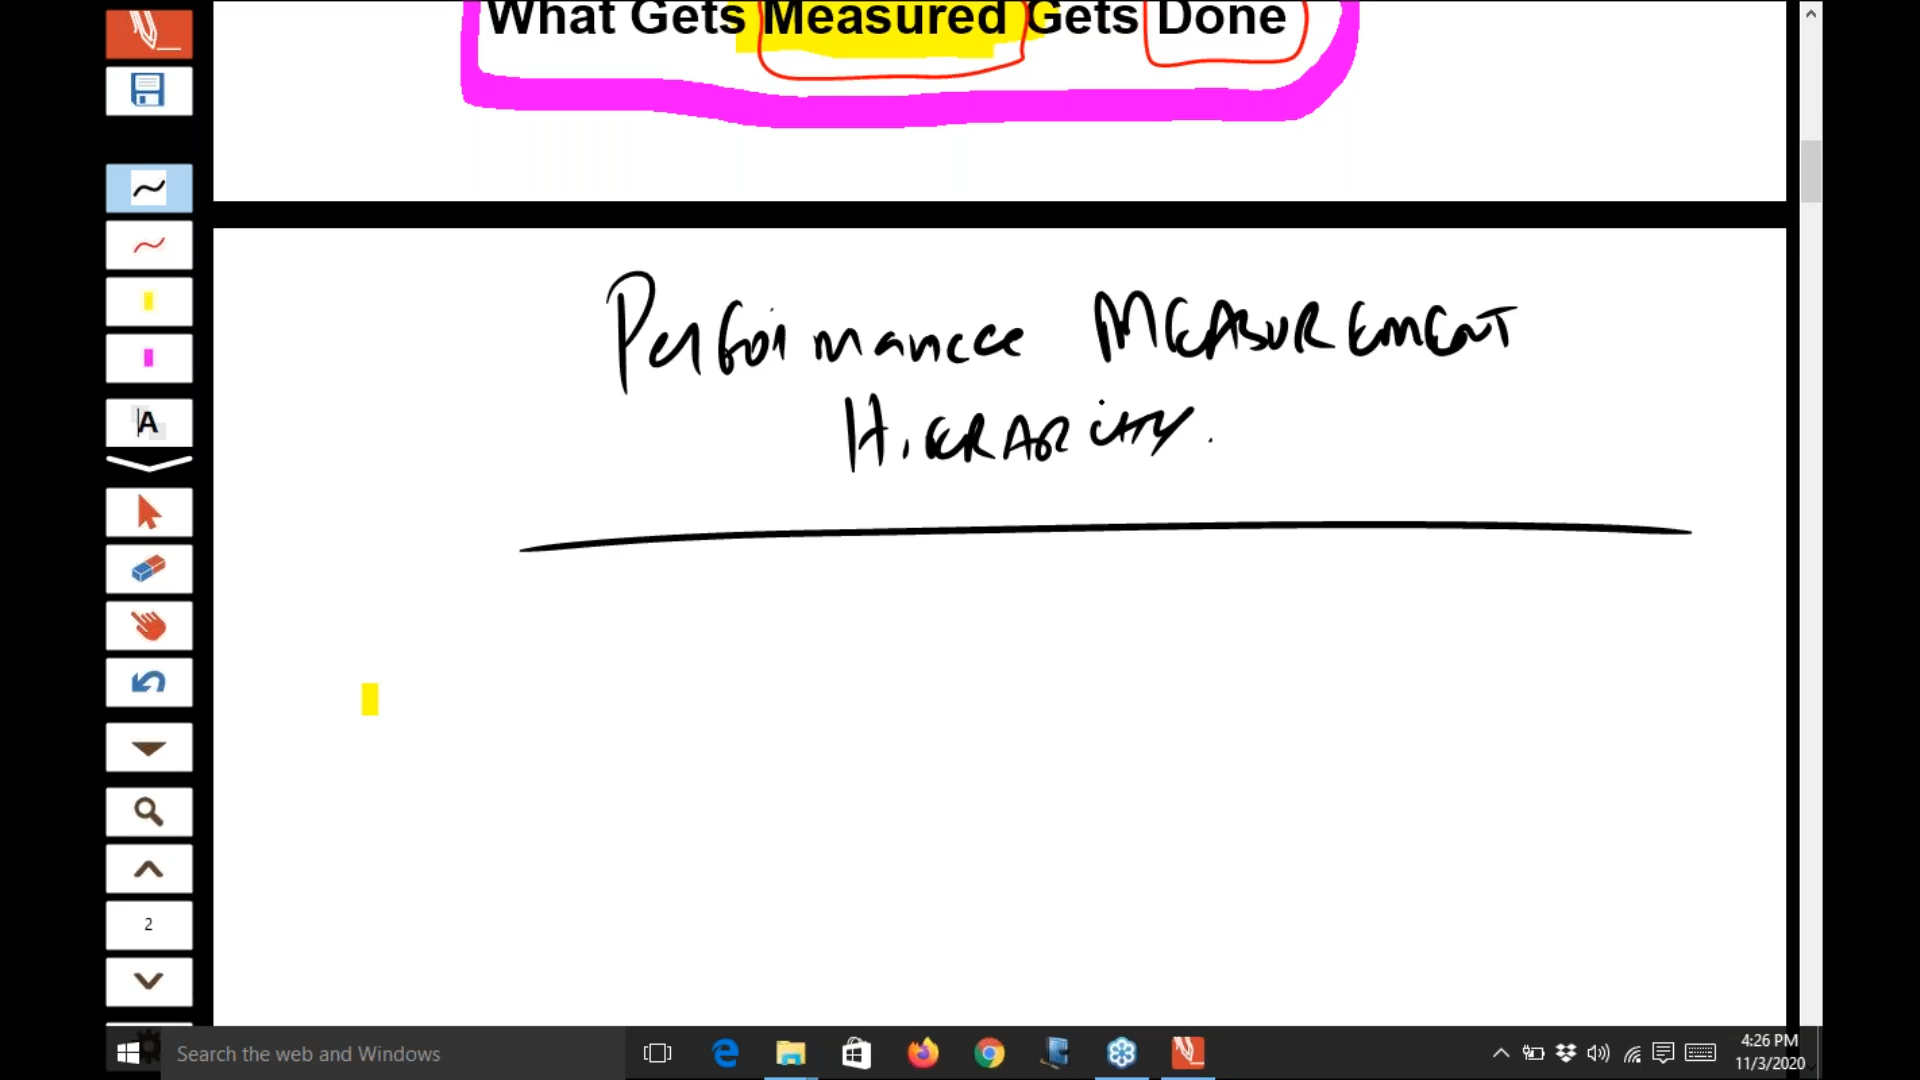 What Gets Measured Gets Done
Performancee MEASUREMENT
HiERARCHY.
A
2
Search the web and Windows
4:26 PM
11/3/2020